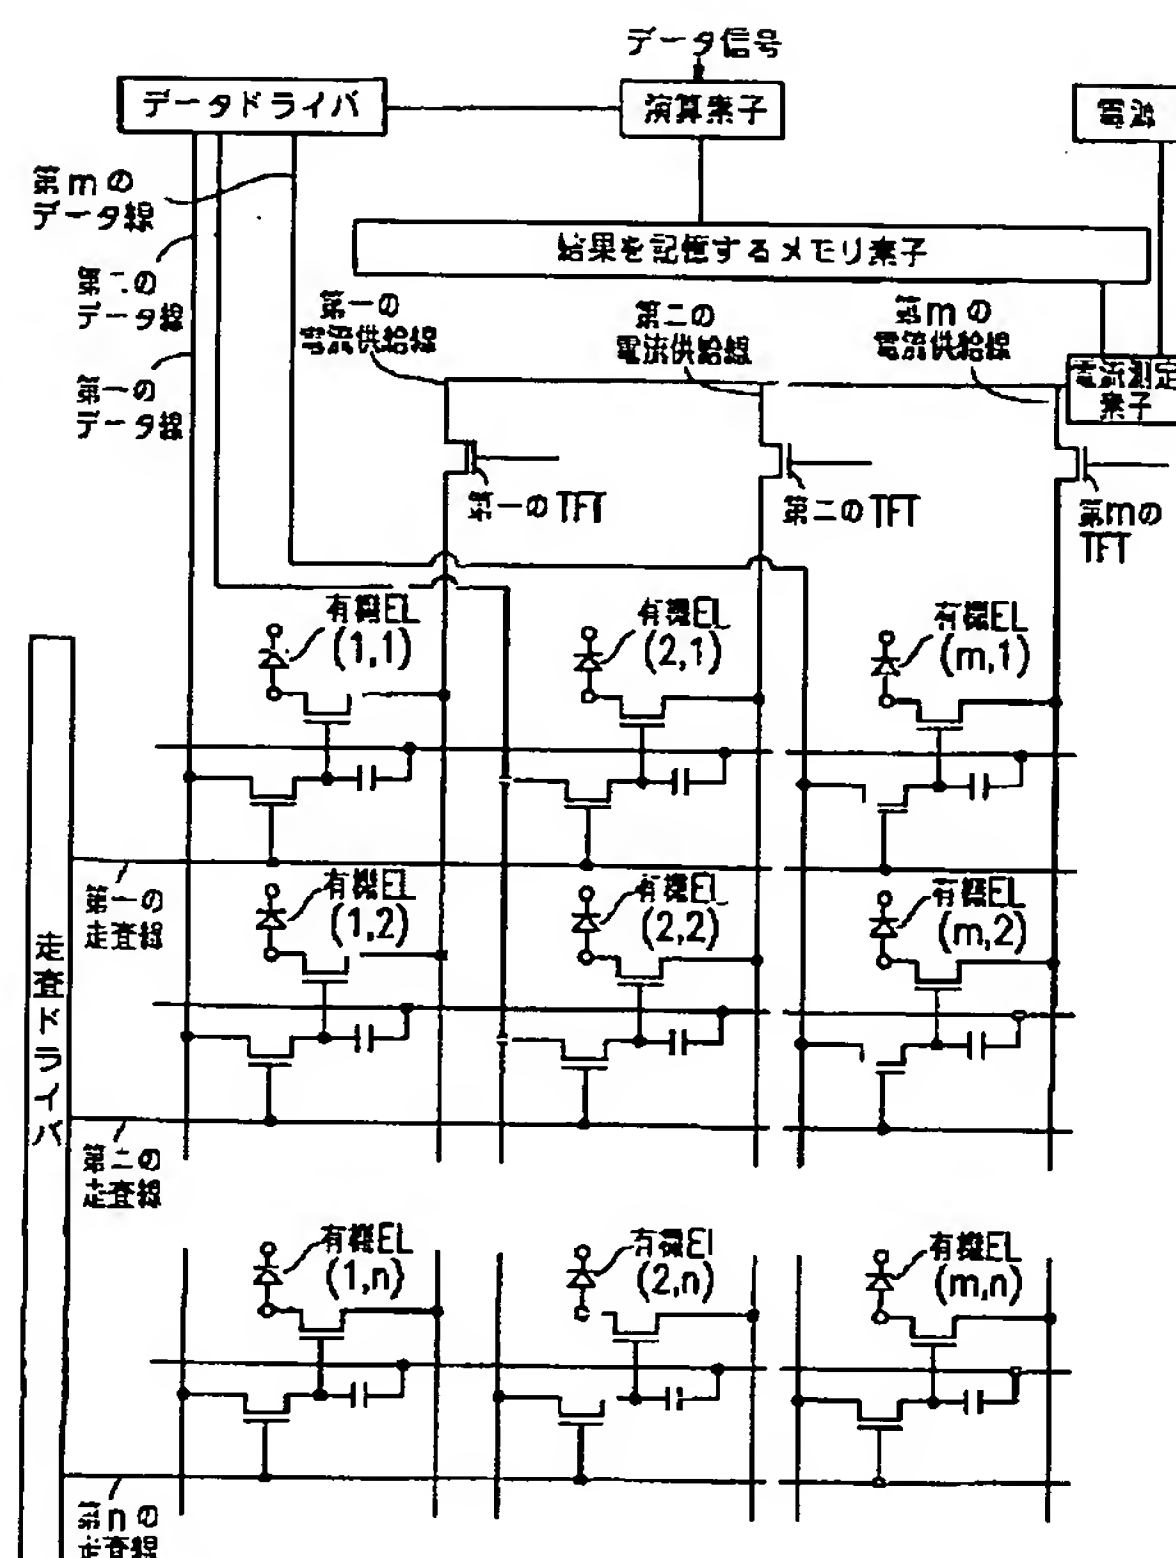 データ信号
データドライバ
演算素子
電源
第mの
データ線
結果を記憶するメモリ素子
第二の
データ線
第一の
電流供給線
第二の
電流供給線
第mの
電流供給線
電流測定
素子
第一の
データ線
第一のTFT
第二のTFT
第mの
TFT
有機EL
(1,1)
有機EL
(2,1)
有機EL
(m,1)
第一の
走査線
有機EL
(1,2)
有機EL
(2,2)
有機EL
(m,2)
走査ドライバ
第二の
走査線
有機EL
(1,n)
有機EL
(2,n)
有機EL
(m,n)
第nの
走査線